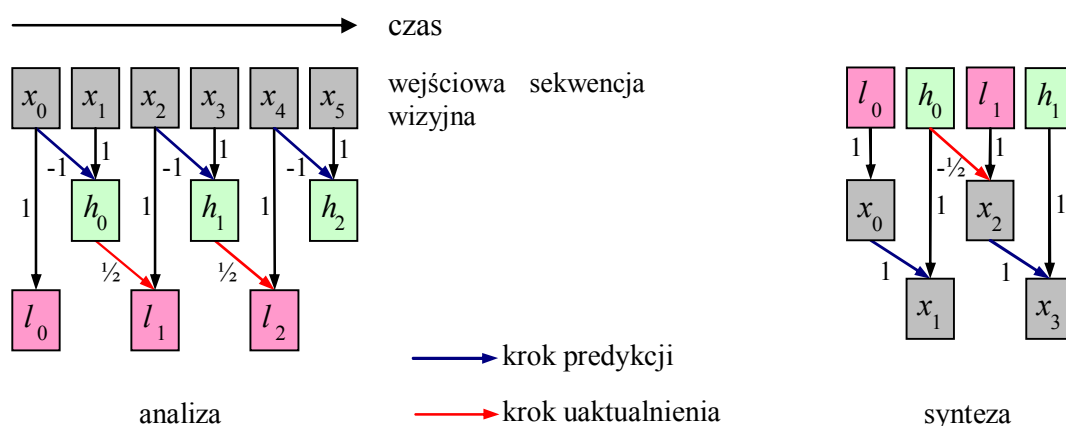 czas
x0 x1 x2 x3 x4 x5
wejściowa sekwencja
wizyjna
l0 h0 l1 h1
-1 1 -1 1 -1 1
1 -½ 1
h0 h1 h2
1 1 1
x0 x2
1 1
½ ½
1 1
l0 l1 l2
x1 x3
krok predykcji
krok uaktualnienia
analiza
synteza